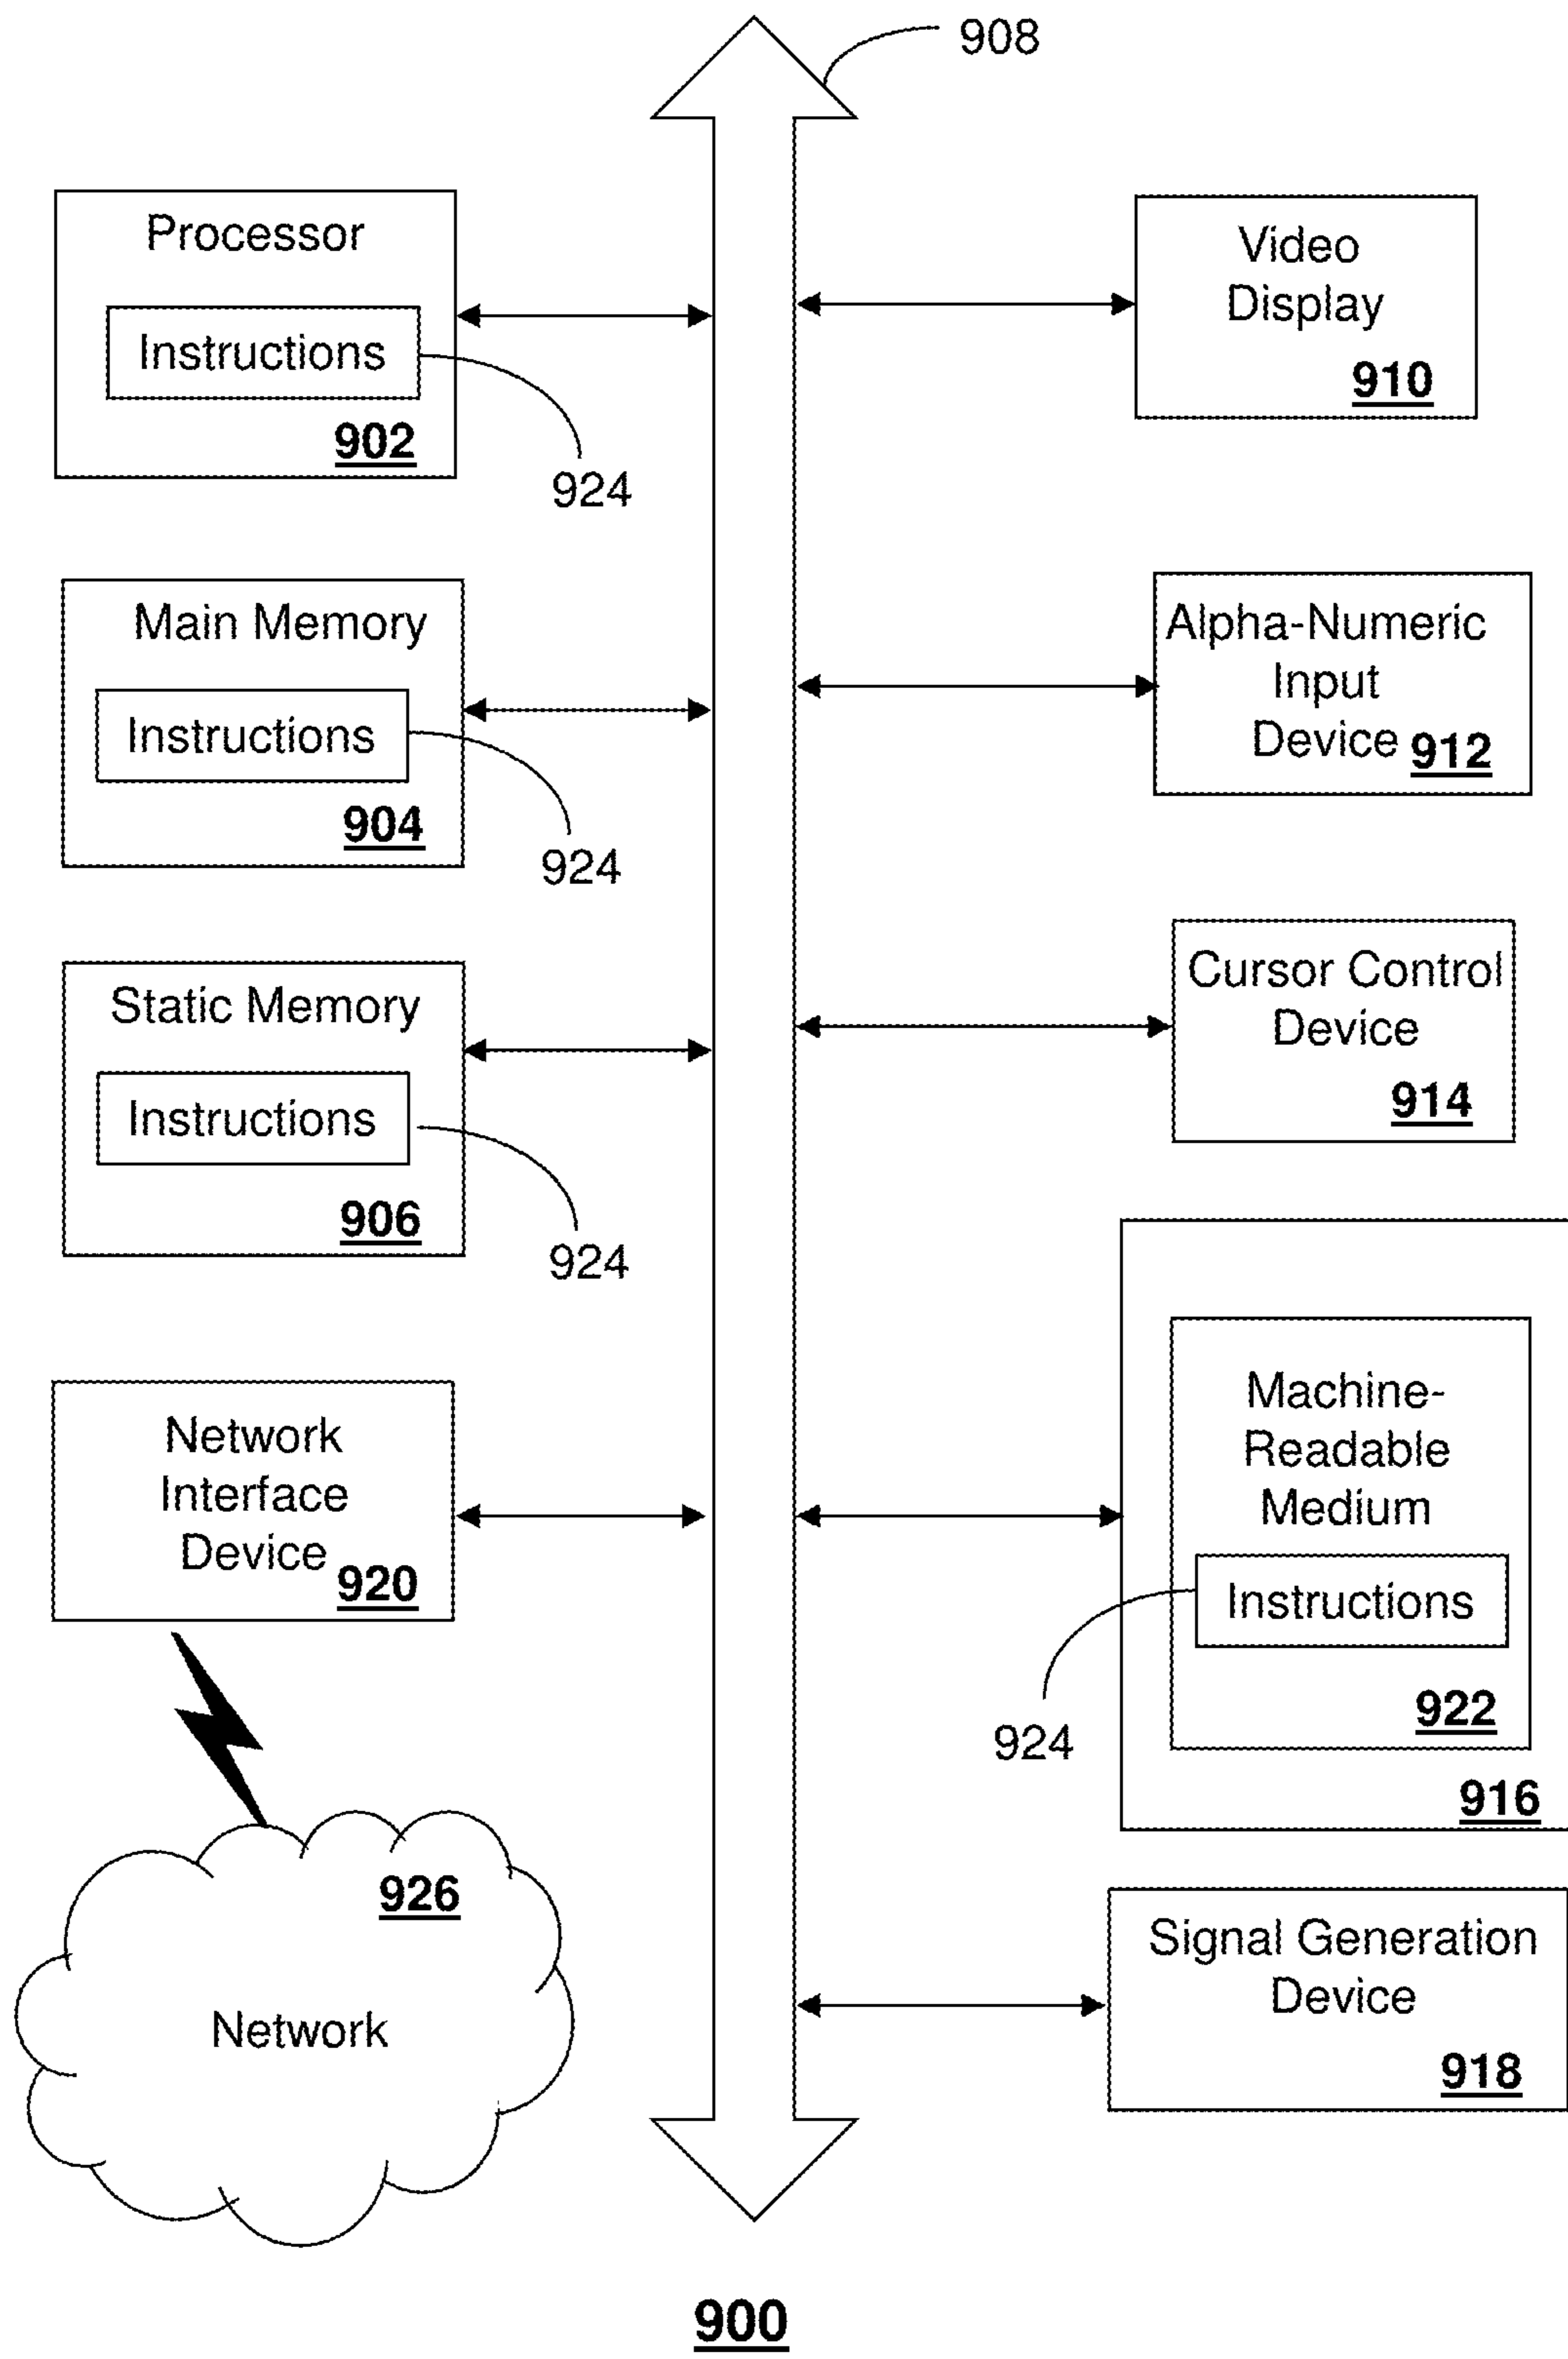 908
Processor
Instructions
902
924
Main Memory
Instructions
904
924
Static Memory
Instructions
906
924
Network
Interface
Device
920
926
Network
Video
Display
910
Alpha-Numeric
Input
Device 912
Cursor Control
Device
914
Machine-
Readable
Medium
Instructions
922
924
916
Signal Generation
Device
918
900